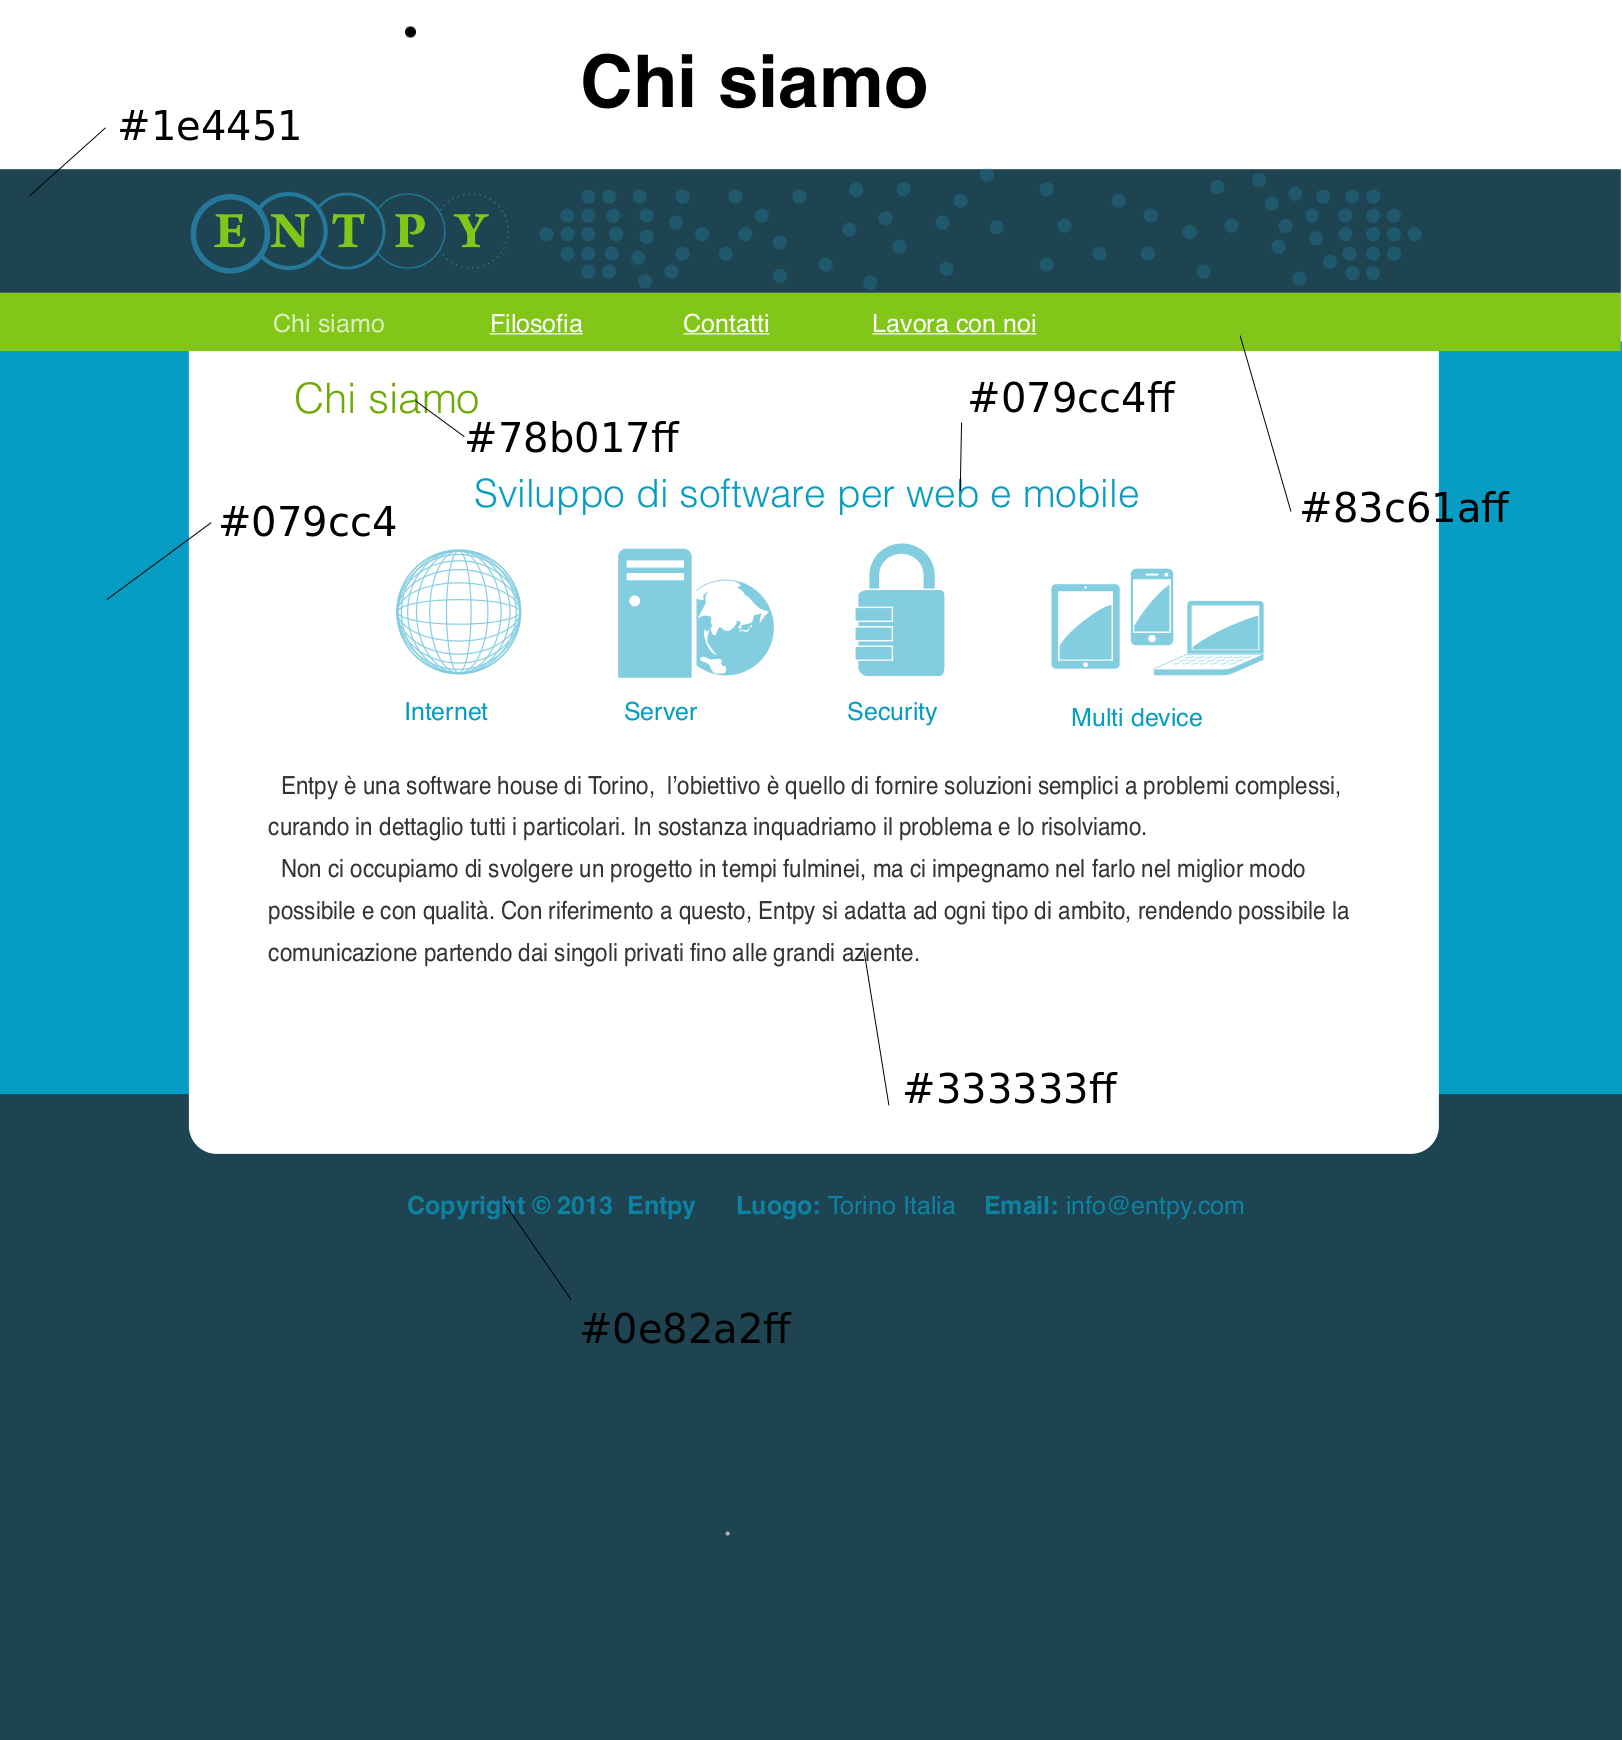 Chi siamo
#1e4451
ENTPY
Chi siamo Filosofia Contatti Lavora con noi
Chi siamo
#079cc4ff
#78b017ff
Sviluppo di software per web e mobile
#83c61aff
#079cc4
Internet Server Security Multi device
Entpy è una software house di Torino, l’obiettivo è quello di fornire soluzioni semplici a problemi complessi,
curando in dettaglio tutti i particolari. In sostanza inquadriamo il problema e lo risolviamo.
Non ci occupiamo di svolgere un progetto in tempi fulminei, ma ci impegnamo nel farlo nel miglior modo
possibile e con qualità. Con riferimento a questo, Entpy si adatta ad ogni tipo di ambito, rendendo possibile la
comunicazione partendo dai singoli privati fino alle grandi aziente.
#333333ff
Copyright © 2013 Entpy Luogo: Torino Italia Email: info@entpy.com
#0e82a2ff